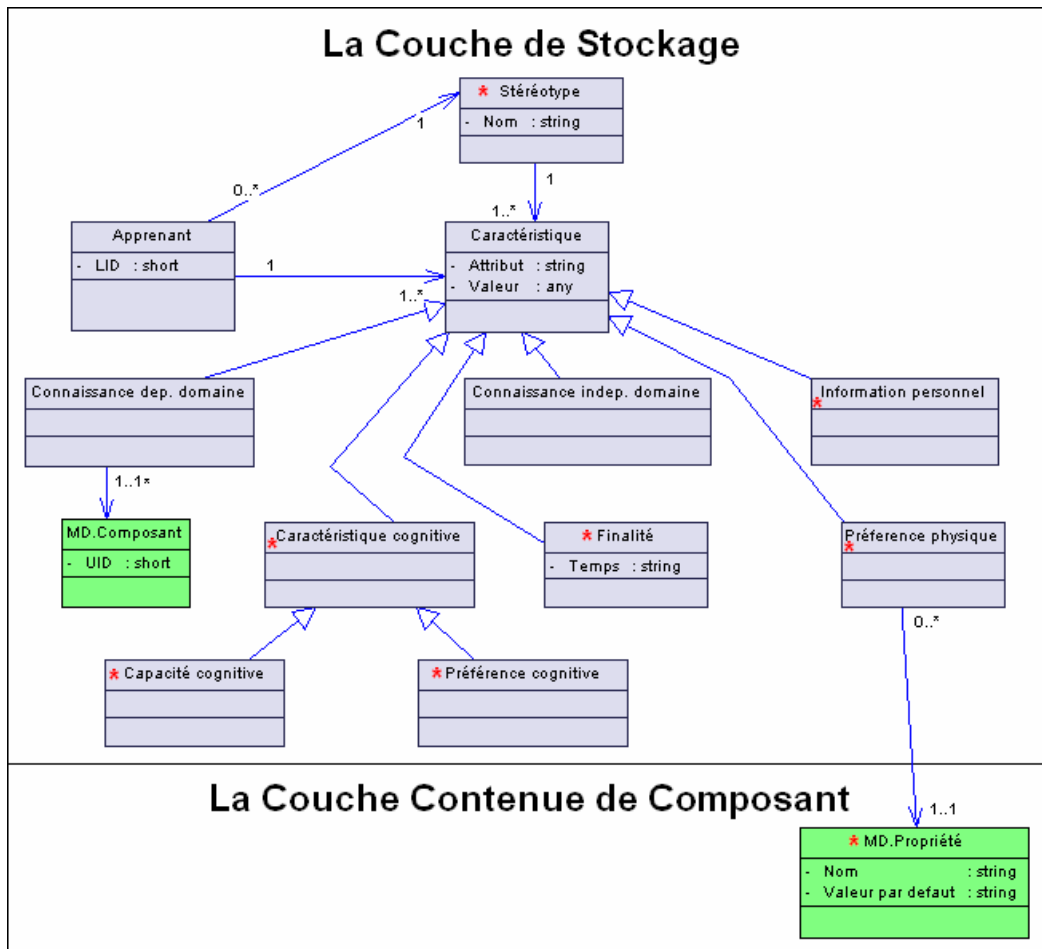 La Couche de Stockage
* Stéréotype
- Nom : string
1
0..*
1
1..*
Apprenant
- LID : short
1
1..*
Caractéristique
- Attribut : string
- Valeur : any
Connaissance dep. domaine
Connaissance indep. domaine
* Information personnel
1..1*
MD.Composant
- UID : short
* Caractéristique cognitive
* Finalité
- Temps : string
* Préference physique
0..*
* Capacité cognitive
* Préférence cognitive
La Couche Contenue de Composant
1..1
* MD.Propriété
- Nom : string
- Valeur par defaut : string